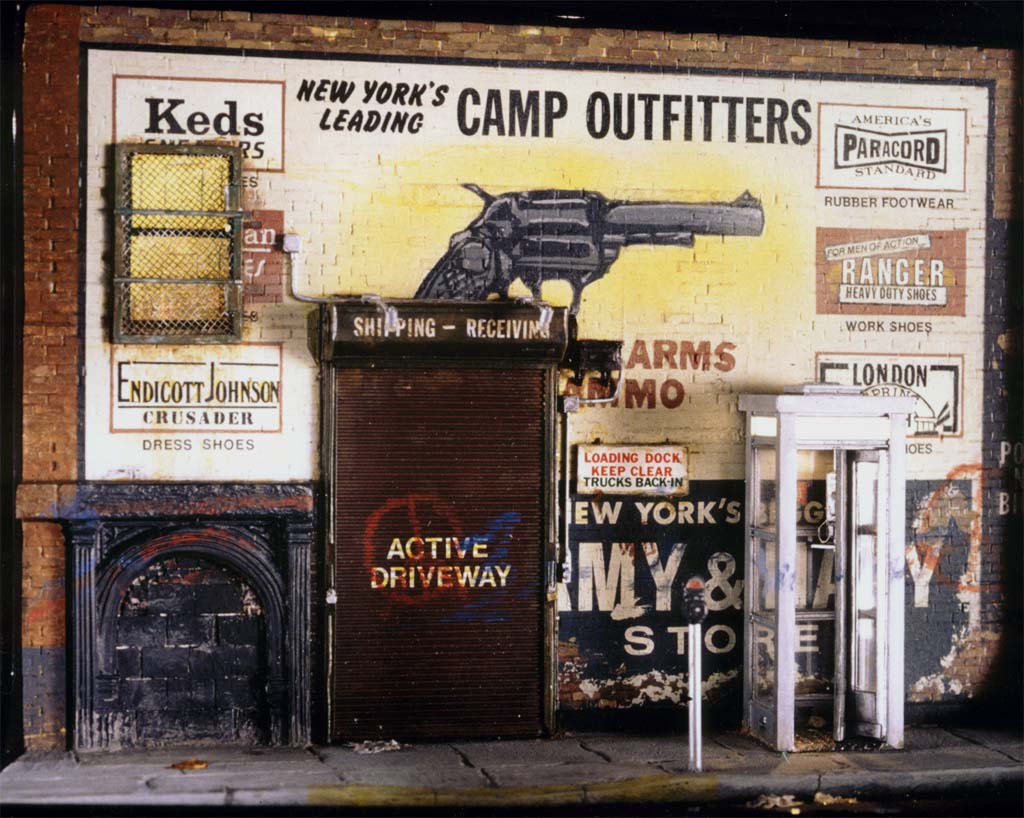 Keds
NEW YORK'S
LEADING
CAMP OUTFITTERS
AMERICA'S
PARACORD
STANDARD
RUBBER FOOTWEAR
FOR MEN OF ACTION
RANGER
HEAVY DUTY SHOES
WORK SHOES
SHIPPING - RECEIVING
ARMS
AMMO
ENDICOTT JOHNSON
CRUSADER
DRESS SHOES
LONDON
LOADING DOCK
KEEP CLEAR
TRUCKS BACK-IN
ACTIVE
DRIVEWAY
EW YORK'S
MY &
STORE